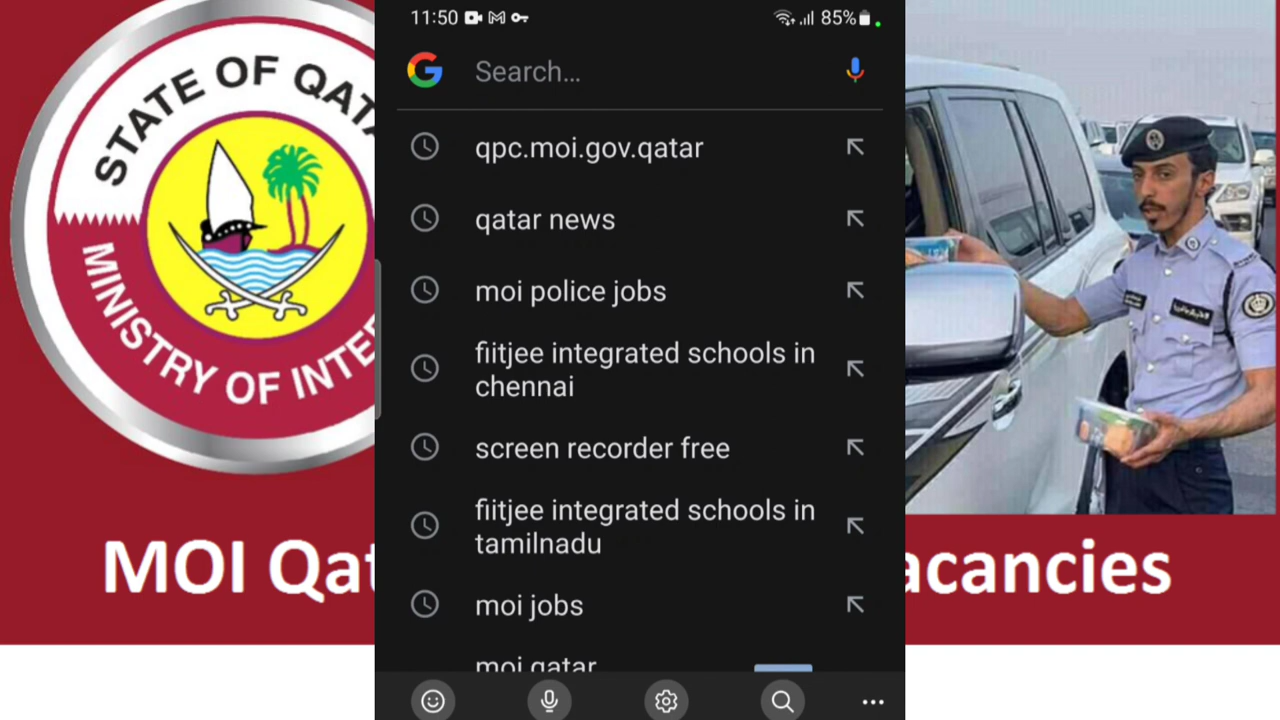 STATE OF QATA
MINISTRY OF INTE
MOI Qat
11:50
85%
Search...
qpc.moi.gov.qatar
qatar news
moi police jobs
fiitjee integrated schools in
chennai
screen recorder free
fiitjee integrated schools in
tamilnadu
moi jobs
moi qatar
acancies